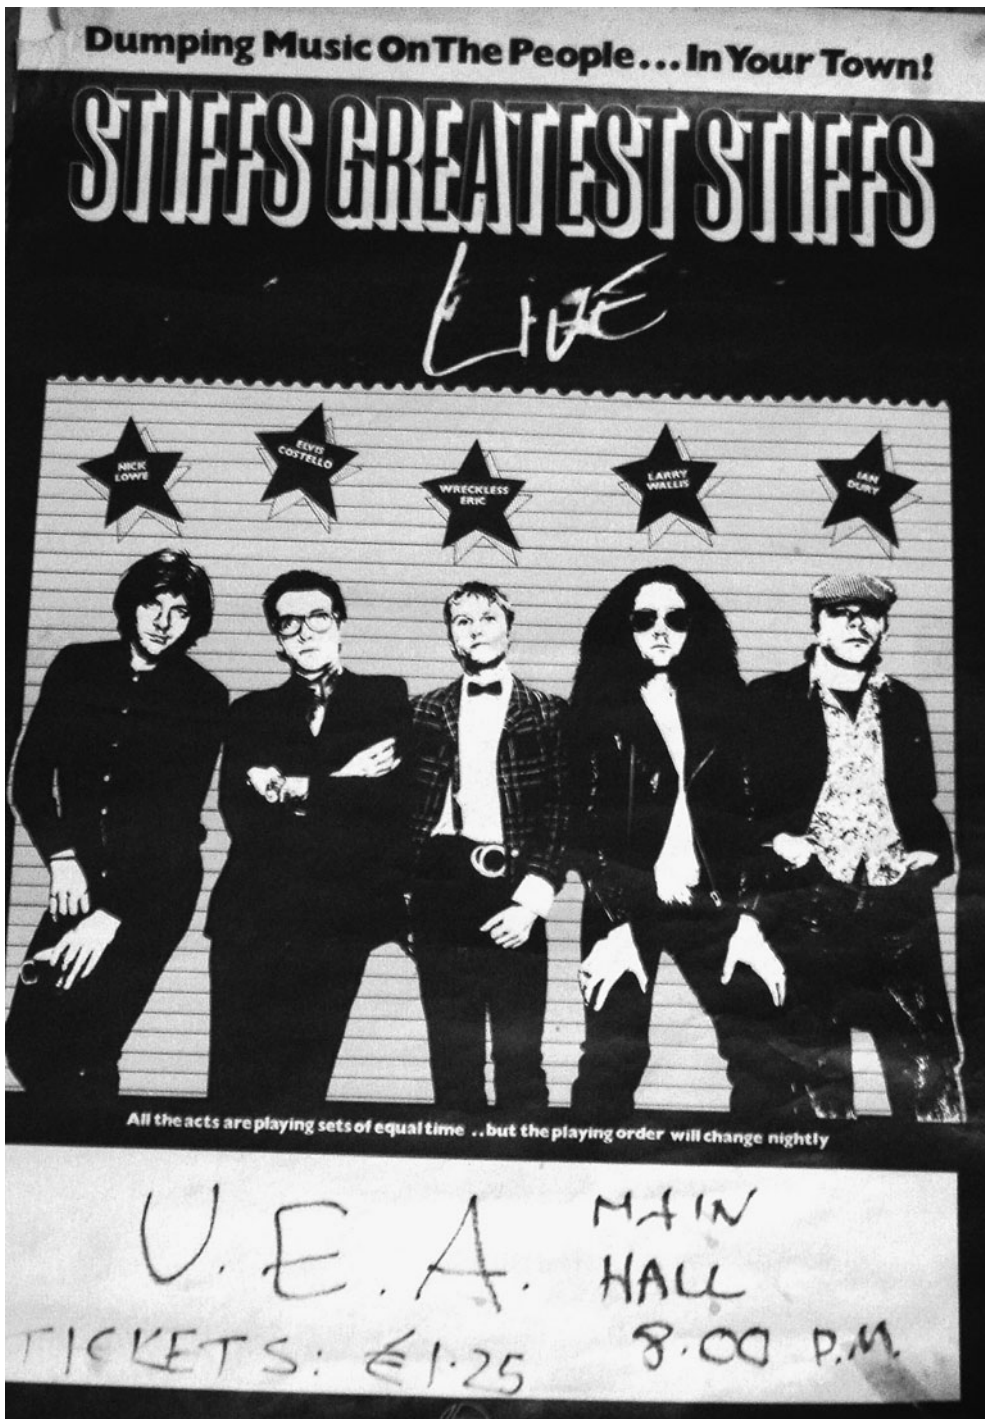 Dumping Music On The People... In Your Town!
STIFFS GREATEST STIFFS
LIVE
NICK
LOWE
ELVIS
COSTELLO
WRECKLESS
ERIC
LARRY
WALLIS
IAN
DURY
All the acts are playing sets of equal time ..but the playing order will change nightly
U.E.A. MAIN
HALL
TICKETS: £1.25 8.00 P.M.